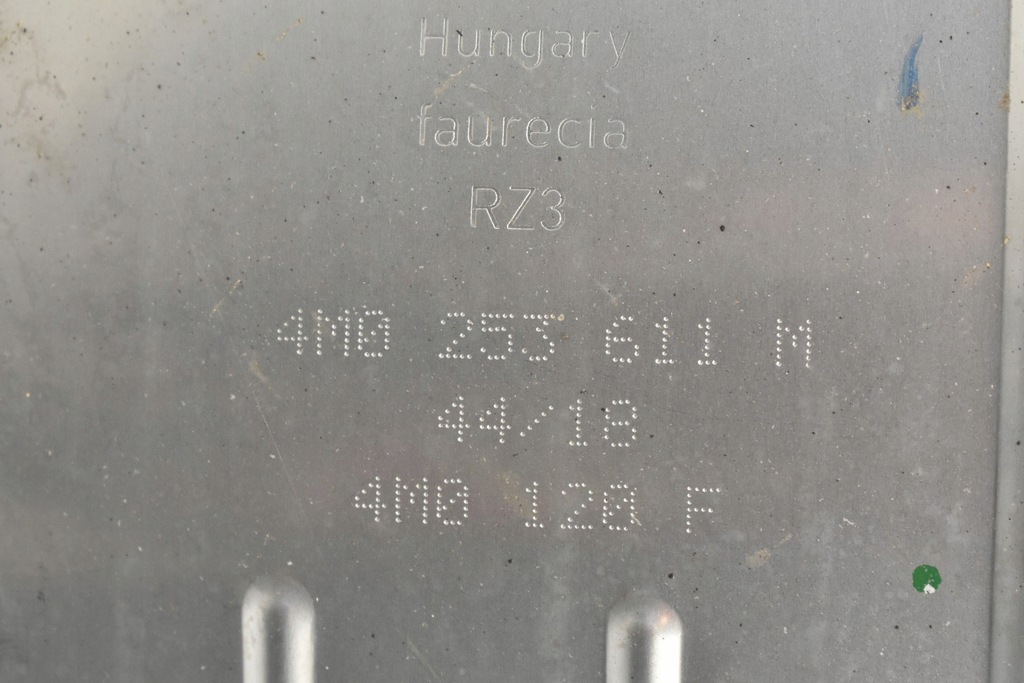 Hungary
faurecia
RZ3
4M0 253 611 M
44/18
4M0 120 F